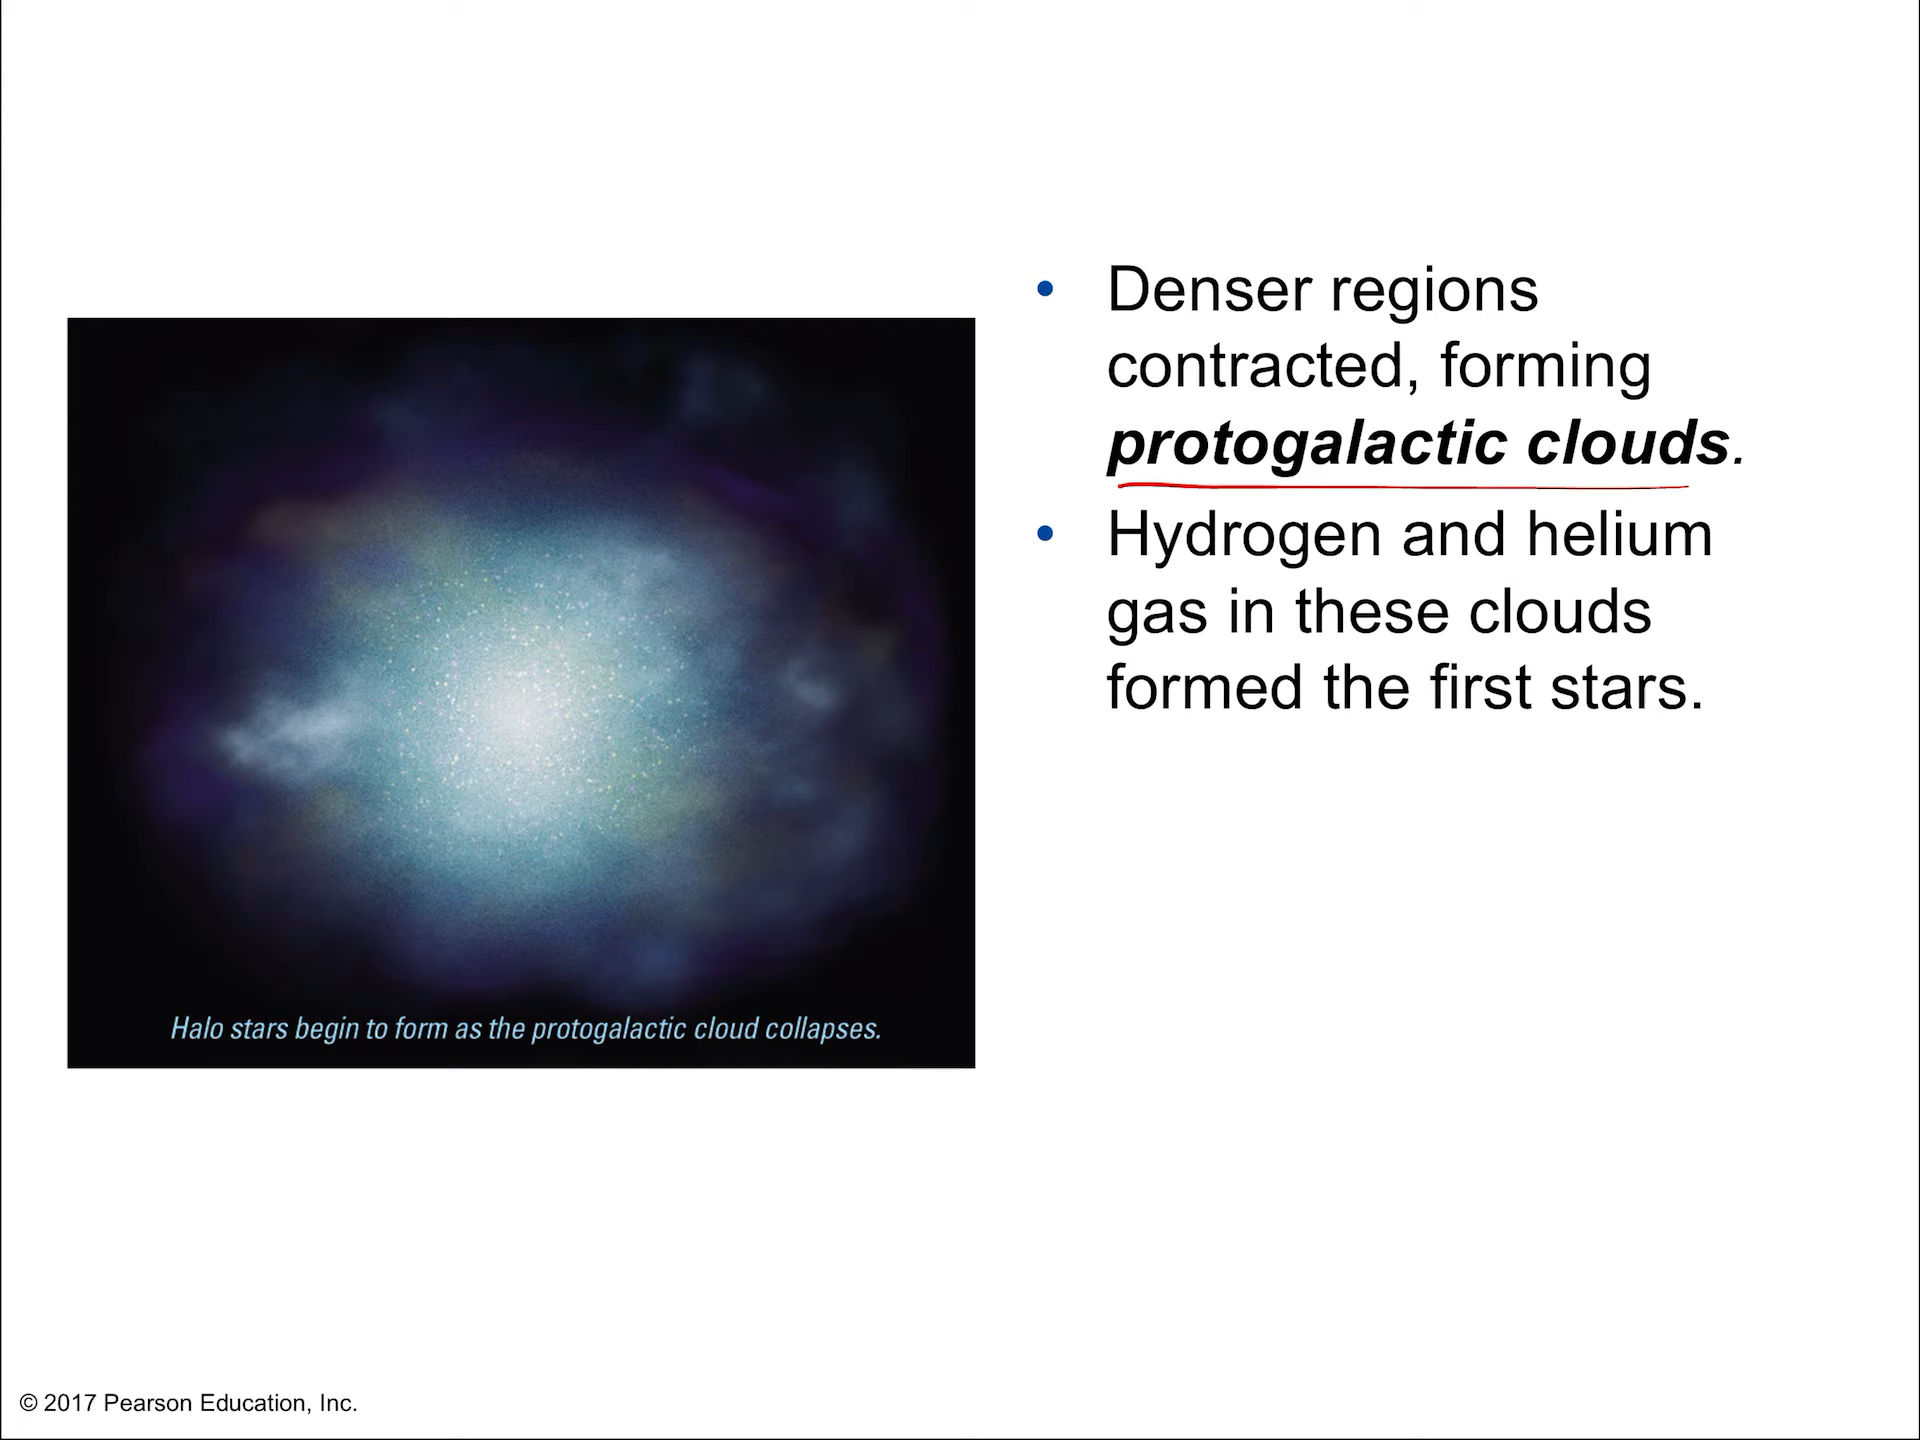 • Denser regions
contracted, forming
protogalactic clouds.
• Hydrogen and helium
gas in these clouds
formed the first stars.
Halo stars begin to form as the protogalactic cloud collapses.
© 2017 Pearson Education, Inc.